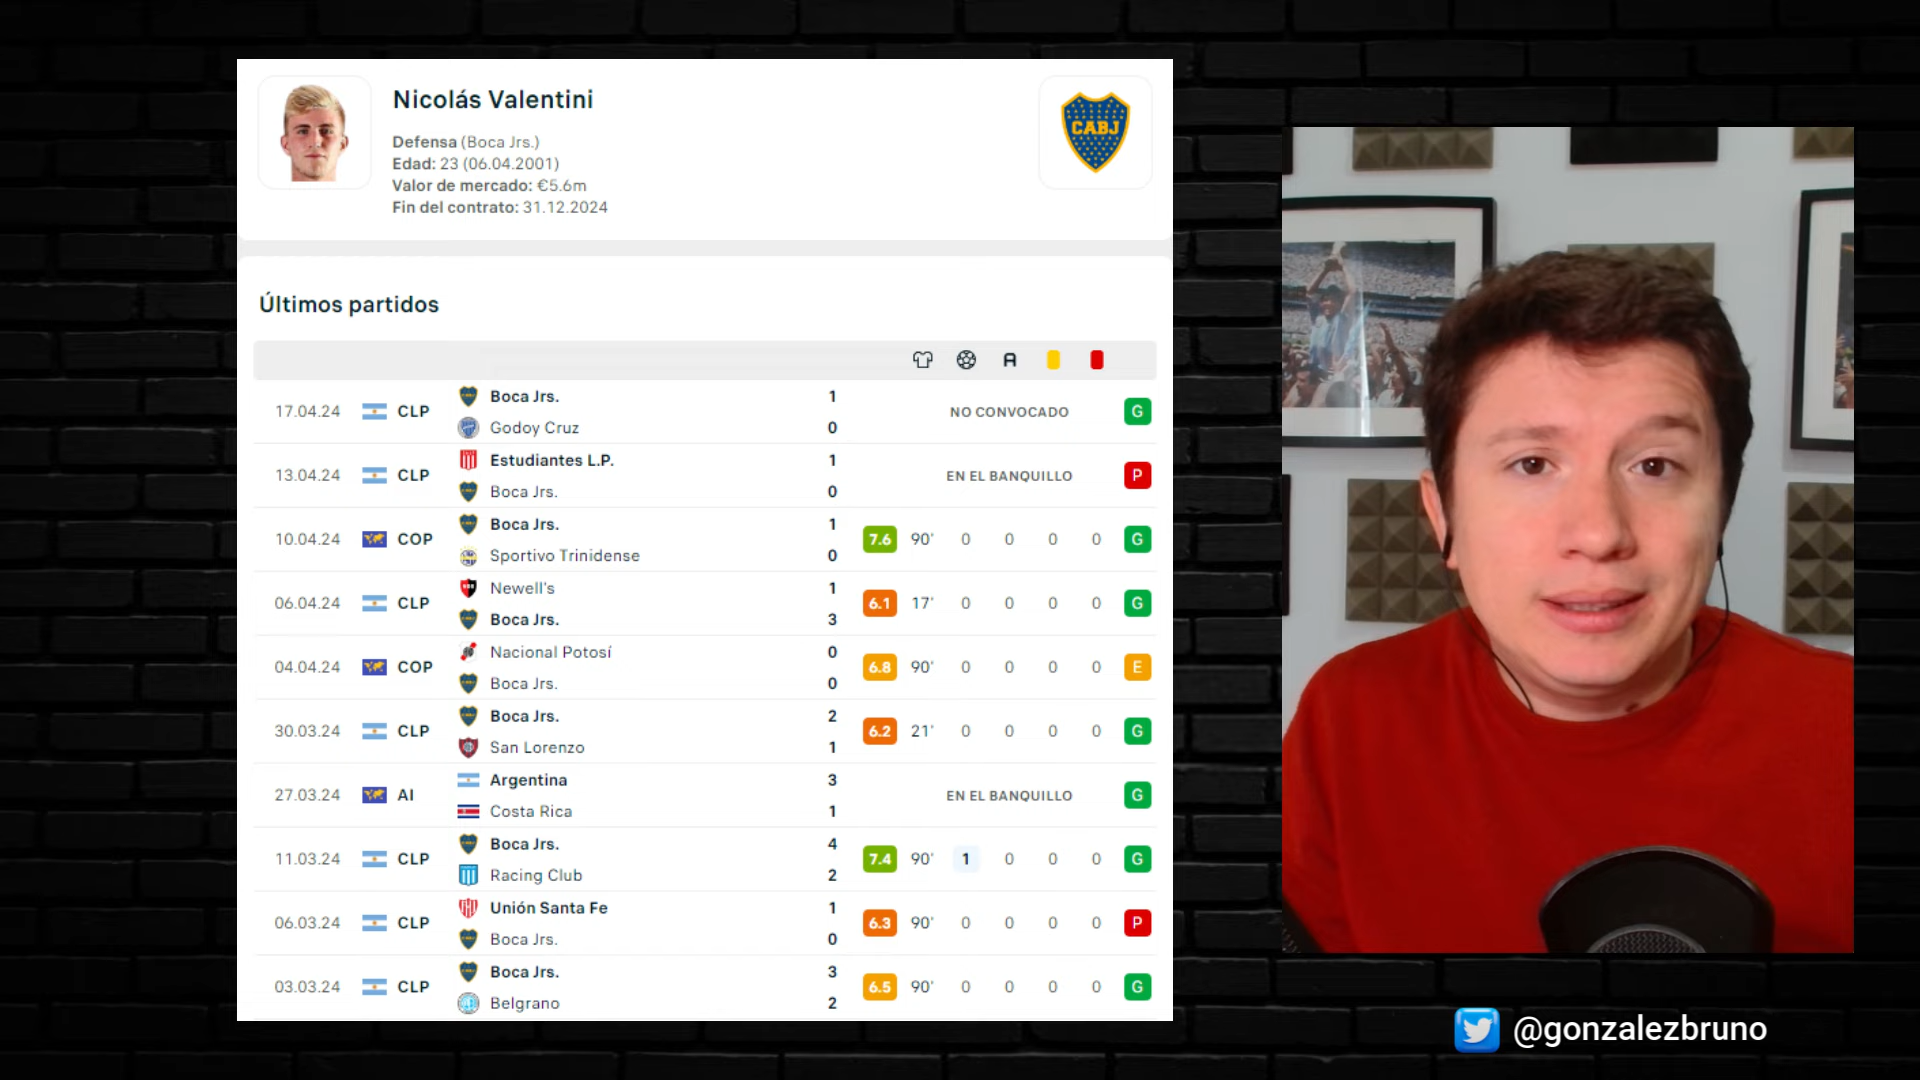 Nicolás Valentini
Defensa (Boca Jrs.)
Edad: 23 (06.04.2001)
Valor de mercado: €5.6m
Fin del contrato: 31.12.2024
CABJ
Últimos partidos
A
17.04.24 CLP Boca Jrs. 1 NO CONVOCADO G
Godoy Cruz 0
13.04.24 CLP Estudiantes L.P. 1 EN EL BANQUILLO P
Boca Jrs. 0
10.04.24 COP Boca Jrs. 1 7.6 90' 0 0 0 0 G
Sportivo Trinidense 0
06.04.24 CLP Newell's 1 6.1 17' 0 0 0 0 G
Boca Jrs. 3
04.04.24 COP Nacional Potosí 0 6.8 90' 0 0 0 0 E
Boca Jrs. 0
30.03.24 CLP Boca Jrs. 2 6.2 21' 0 0 0 0 G
San Lorenzo 1
27.03.24 AI Argentina 3 EN EL BANQUILLO G
Costa Rica 1
11.03.24 CLP Boca Jrs. 4 7.4 90' 1 0 0 0 G
Racing Club 2
06.03.24 CLP Unión Santa Fe 1 6.3 90' 0 0 0 0 P
Boca Jrs. 0
03.03.24 CLP Boca Jrs. 3 6.5 90' 0 0 0 0 G
Belgrano 2
@gonzalezbruno